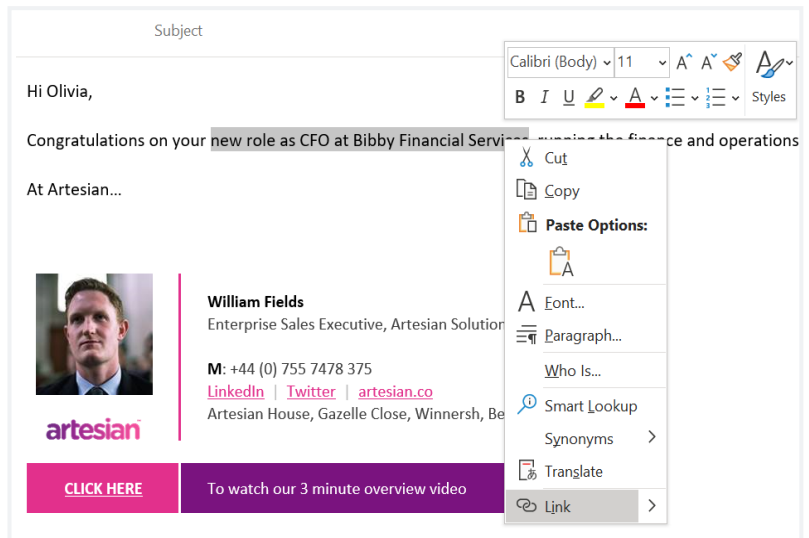 Subject
Calibri (Body) 11
B I U A Styles
Hi Olivia,
Congratulations on your new role as CFO at Bibby Financial Services, running the finance and operations
At Artesian...
Cut
Copy
Paste Options:
A
Font...
Paragraph...
Who Is...
Smart Lookup
Synonyms
Translate
Link
William Fields
Enterprise Sales Executive, Artesian Solution
M: +44 (0) 755 7478 375
LinkedIn | Twitter | artesian.co
Artesian House, Gazelle Close, Winnersh, Be
artesian
CLICK HERE
To watch our 3 minute overview video